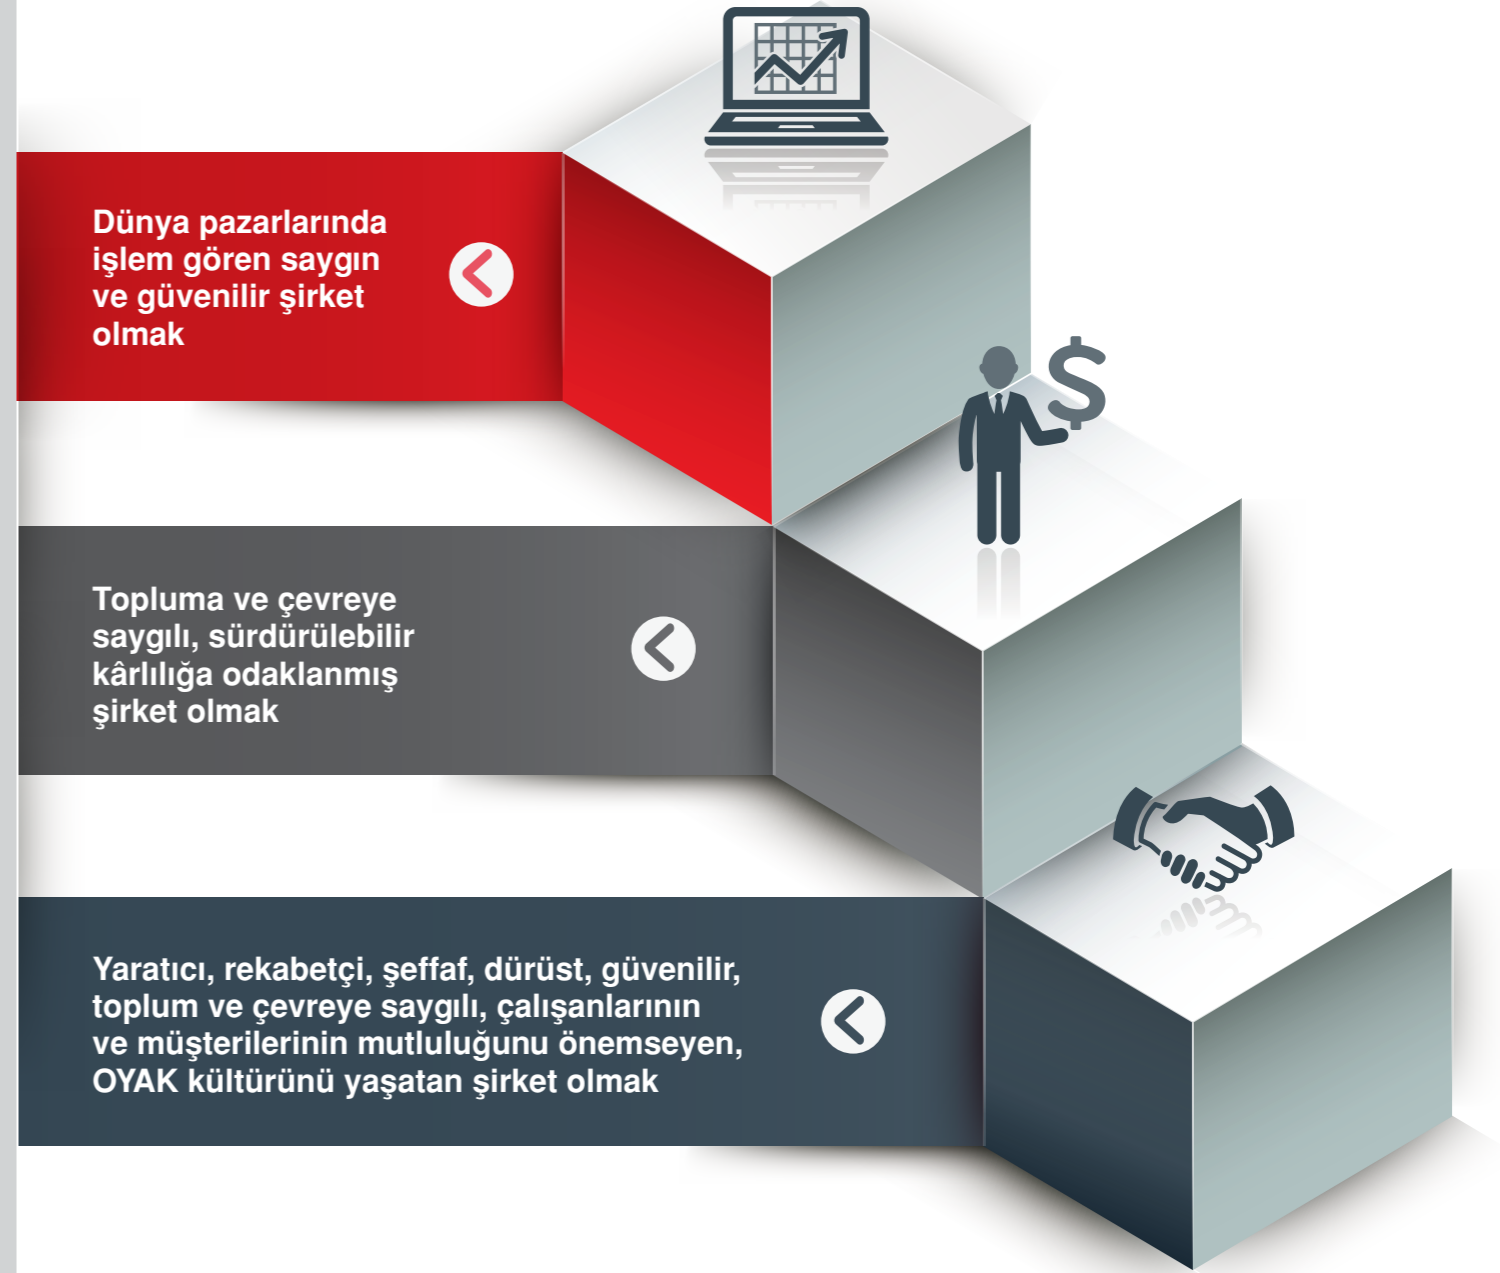 Dünya pazarlarında
işlem gören saygın
ve güvenilir şirket
olmak
Topluma ve çevreye
saygılı, sürdürülebilir
kârlılığa odaklanmış
şirket olmak
Yaratıcı, rekabetçi, şeffaf, dürüst, güvenilir,
toplum ve çevreye saygılı, çalışanlarının
ve müşterilerinin mutluluğunu önemseyen,
OYAK kültürünü yaşatan şirket olmak